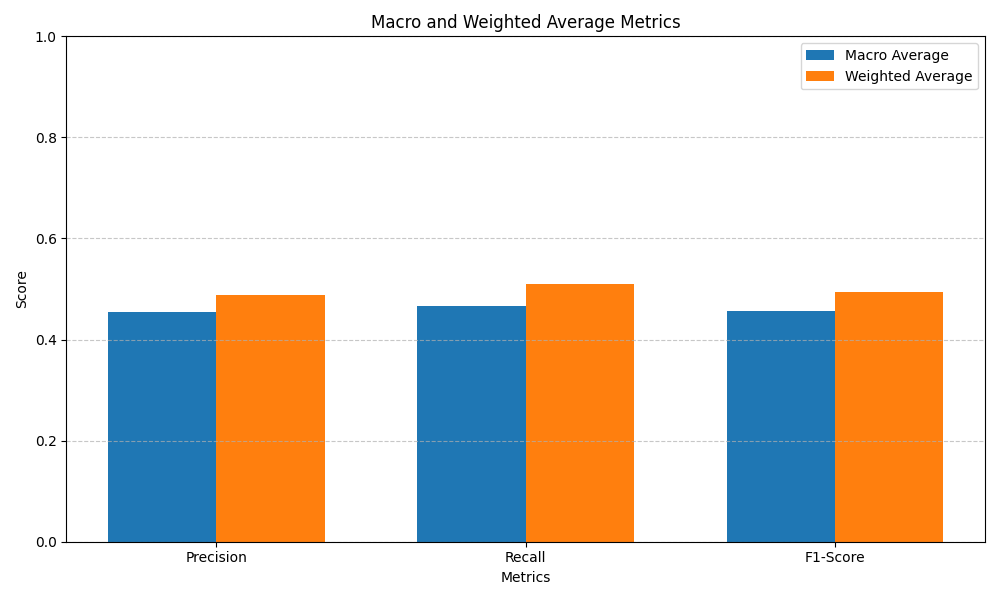 Macro and Weighted Average Metrics
Macro Average
Weighted Average
Score
1.0
0.8
0.6
0.4
0.2
0.0
Precision
Recall
F1-Score
Metrics